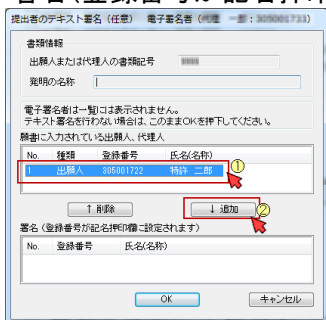 提出者のテキスト署名（任意） 電子署名者（
書類情報
出願人または代理人の書類記号
発明の名称
電子署名者は一覧には表示されません。
テキスト署名を行わない場合は、このままOKを押下してください。
願書に入力されている出願人、代理人
No. 種類 登録番号 氏名(名称)
1 出願人 305001722 特許 二郎 ①
↑ 削除 ↓ 追加 ②
署名（登録番号が記名押印欄に設定されます）
No. 登録番号 氏名(名称)
OK キャンセル